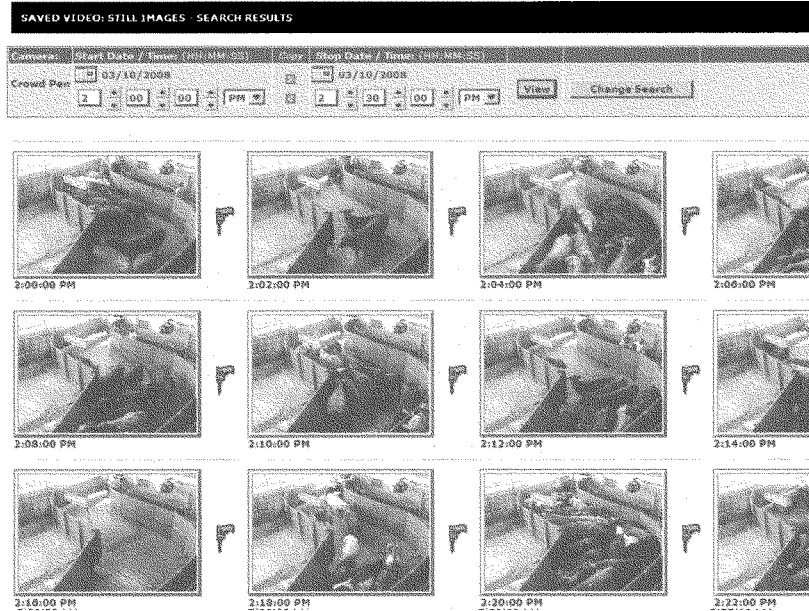 SAVED VIDEO: STILL IMAGES - SEARCH RESULTS
Camera: Start Date / Time: (HH:MM:SS) Copy Stop Date / Time: (HH:MM:SS)
03/10/2008 03/10/2008
Crowd Pen 2 00 00 PM 2 30 00 PM View Change Search
2:00:00 PM 2:02:00 PM 2:04:00 PM 2:06:00 PM
2:08:00 PM 2:10:00 PM 2:12:00 PM 2:14:00 PM
2:16:00 PM 2:18:00 PM 2:20:00 PM 2:22:00 PM